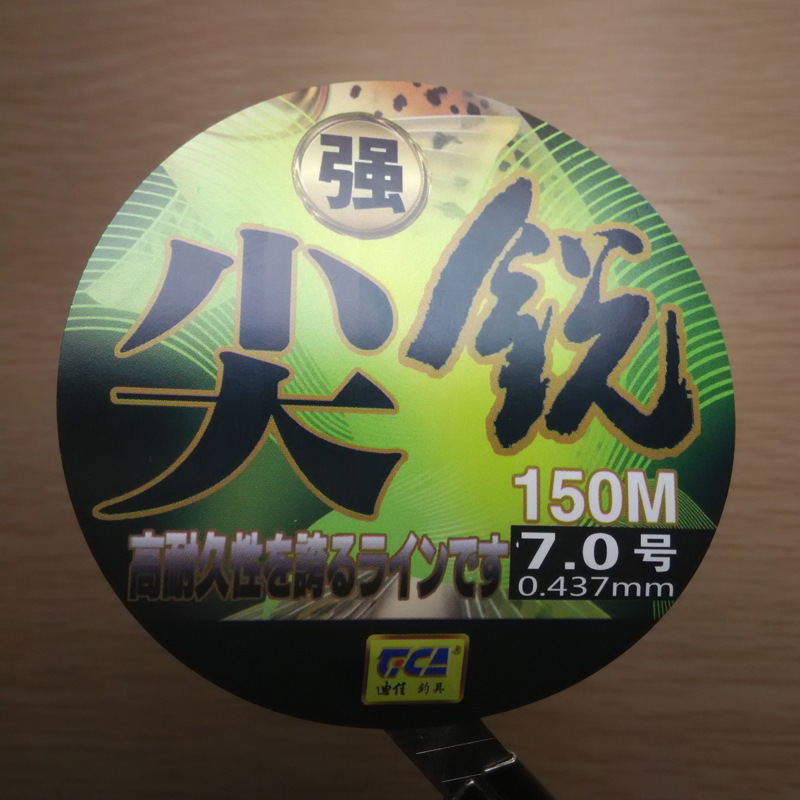 强
尖锐
150M
7.0号
0.437mm
高耐久性を誇るラインです
TICA®
迪佳 钓具